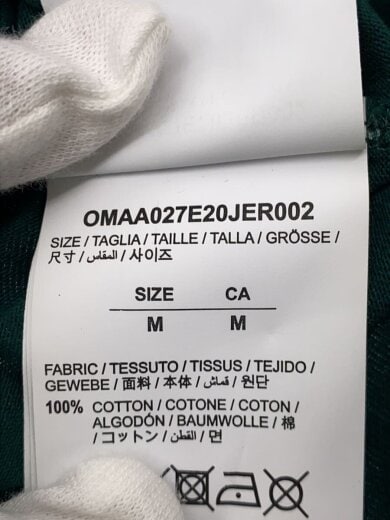 OMAA027E20JER002
SIZE / TAGLIA / TAILLE / TALLA / GRÖSSE /
尺寸 / المقاس / 사이즈
SIZE CA
M M
FABRIC / TESSUTO / TISSUS / TEJIDO /
GEWEBE / 面料 / 本体 / قماش / 원단
100% COTTON / COTONE / COTON /
ALGODÓN / BAUMWOLLE / 棉
/ コットン / القطن / 면